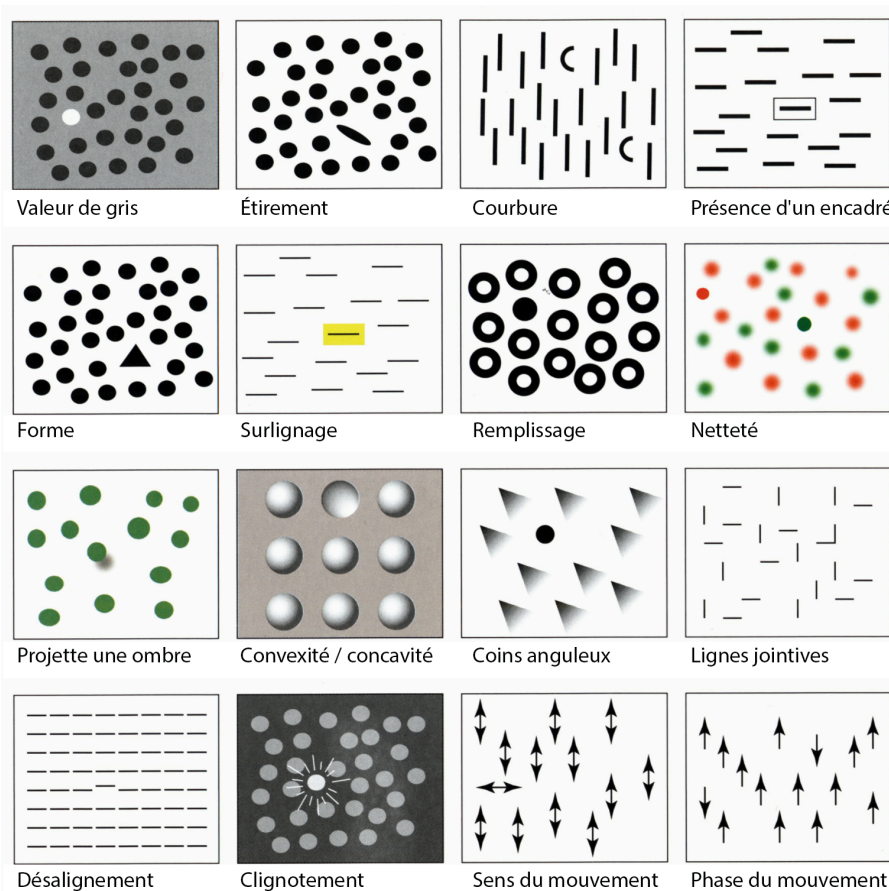 Valeur de gris
Étirement
Courbure
Présence d'un encadré
Forme
Surlignage
Remplissage
Netteté
Projette une ombre
Convexité / concavité
Coins anguleux
Lignes jointives
Désalignement
Clignotement
Sens du mouvement
Phase du mouvement